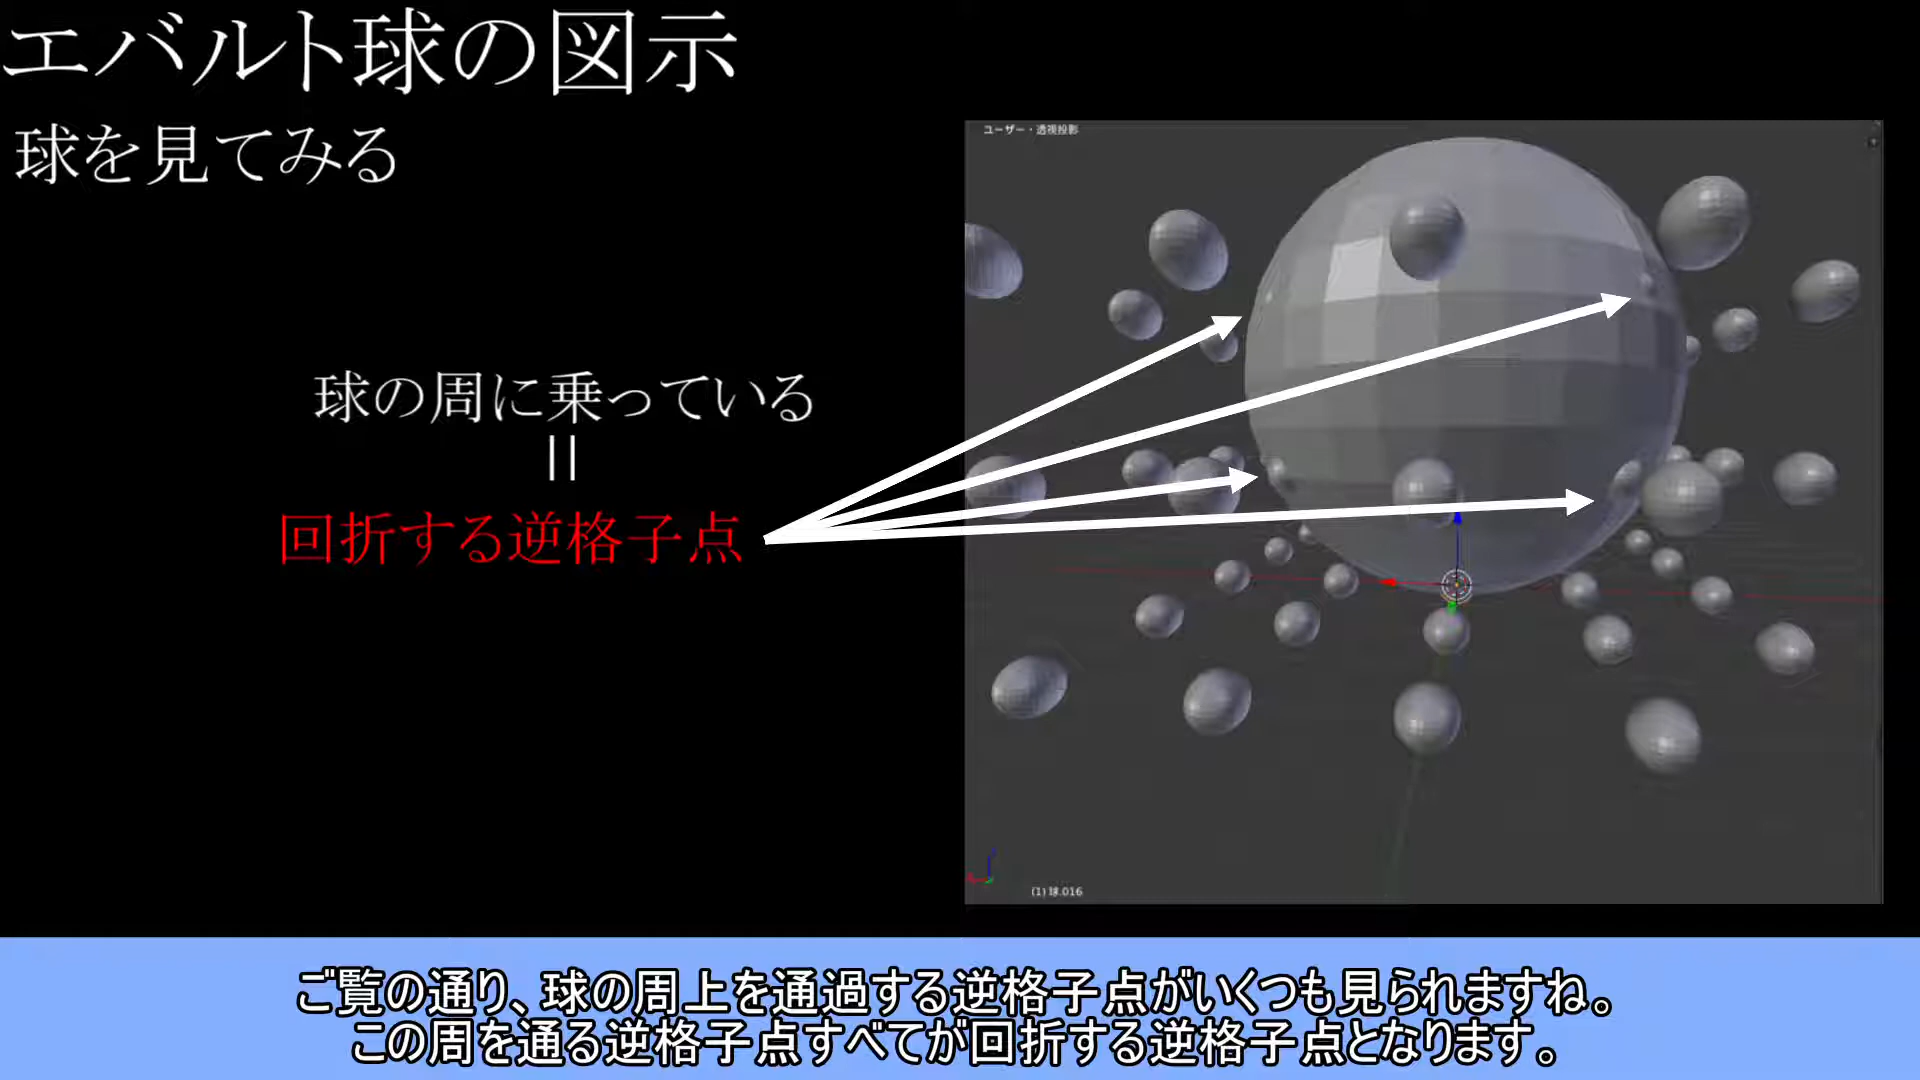 エバルト球の図示
球を見てみる
ユーザー・透視投影
球の周に乗っている
||
回折する逆格子点
(1) 球.016
ご覧の通り、球の周上を通過する逆格子点がいくつも見られますね。
この周を通る逆格子点すべてが回折する逆格子点となります。